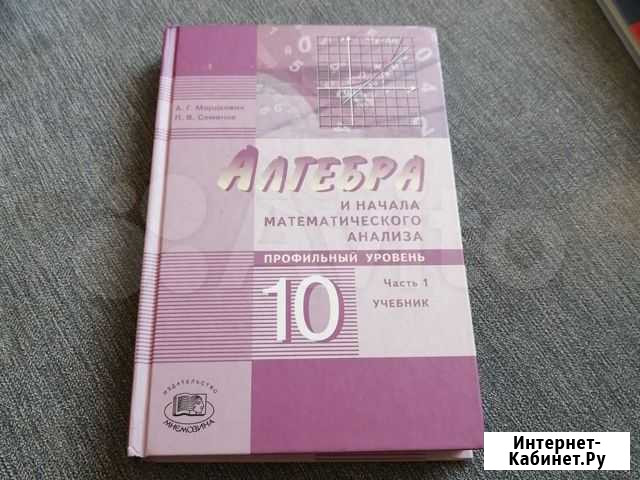 А. Г. Мордкович
П. В. Семенов
АЛГЕБРА
И НАЧАЛА
МАТЕМАТИЧЕСКОГО
АНАЛИЗА
ПРОФИЛЬНЫЙ УРОВЕНЬ
10
Часть 1
УЧЕБНИК
ИЗДАТЕЛЬСТВО
МНЕМОЗИНА
Интернет-
Кабинет.Ру